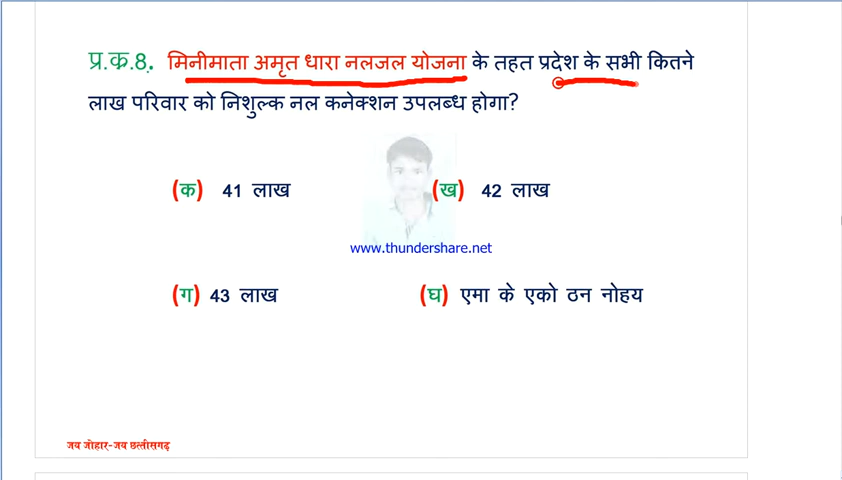 प्र.क्र.8. मिनीमाता अमृत धारा नलजल योजना के तहत प्रदेश के सभी कितने
लाख परिवार को निशुल्क नल कनेक्शन उपलब्ध होगा?
(क) 41 लाख (ख) 42 लाख
www.thundershare.net
(ग) 43 लाख (घ) एमा के एको ठन नोहय
जय जोहार-जय छत्तीसगढ़